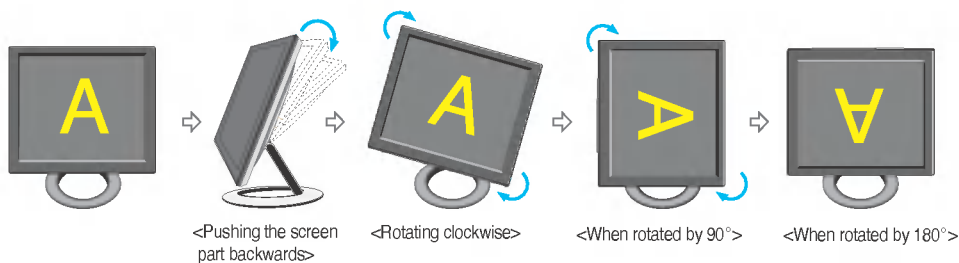 A
A
A
A
<Pushing the screen
part backwards>
<Rotating clockwise>
<When rotated by 90°>
<When rotated by 180°>